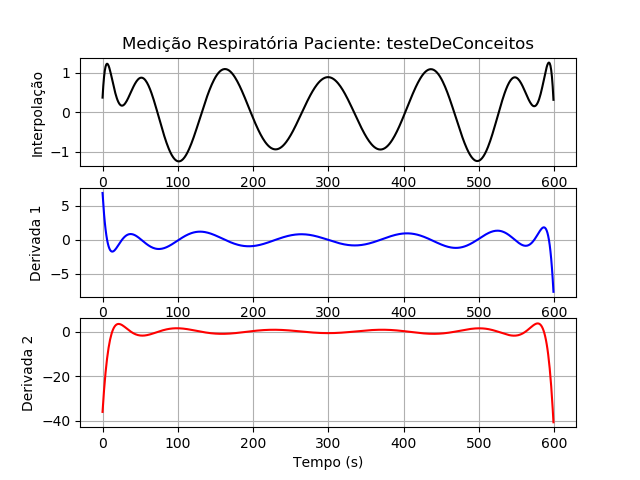 Medição Respiratória Paciente: testeDeConceitos
Interpolação
1
0
−1
0 100 200 300 400 500 600
Derivada 1
5
0
−5
0 100 200 300 400 500 600
Derivada 2
0
−20
−40
0 100 200 300 400 500 600
Tempo (s)